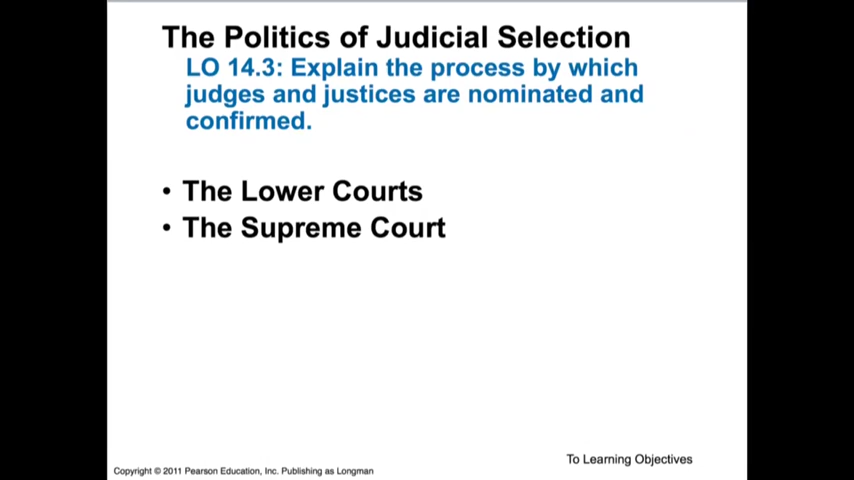 The Politics of Judicial Selection
LO 14.3: Explain the process by which
judges and justices are nominated and
confirmed.
• The Lower Courts
• The Supreme Court
To Learning Objectives
Copyright © 2011 Pearson Education, Inc. Publishing as Longman